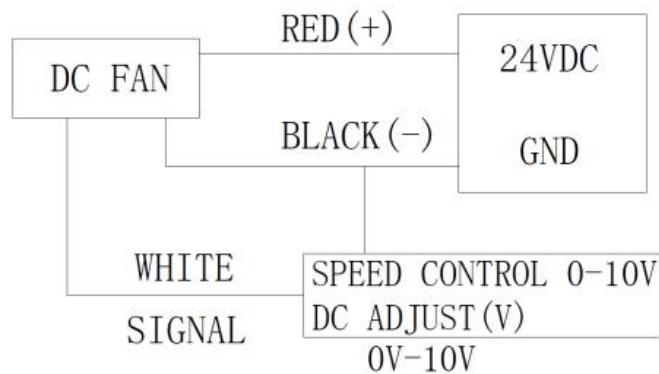 RED(+)
DC FAN
24VDC
BLACK(-)
GND
WHITE
SIGNAL
SPEED CONTROL 0-10V
DC ADJUST(V)
0V-10V